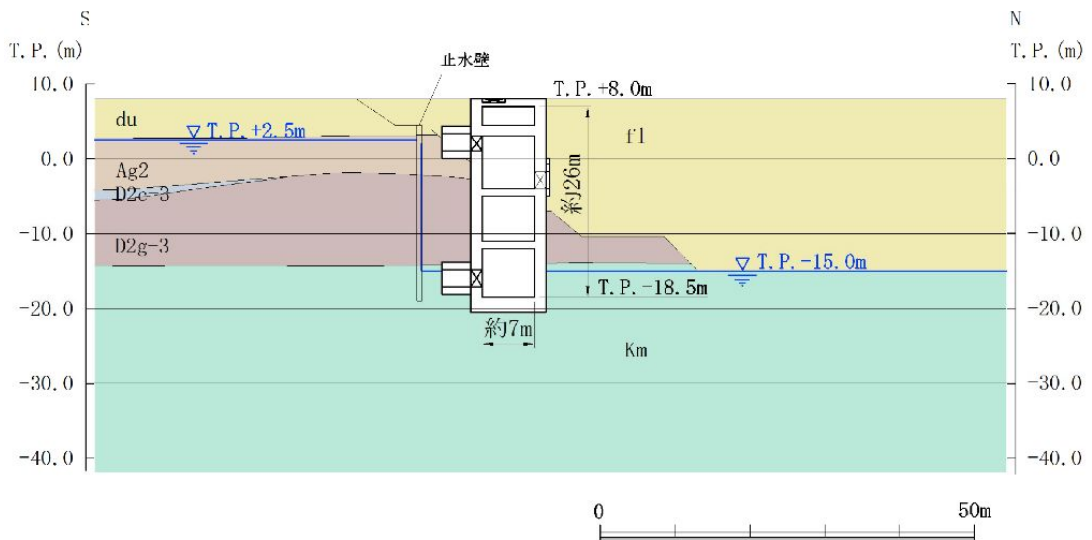 S
N
T.P.(m)
T.P.(m)
止水壁
10.0
T.P.+8.0m
10.0
du
T.P.+2.5m
fl
0.0
0.0
Ag2
約26m
D2c-3
-10.0
-10.0
D2g-3
T.P.-15.0m
T.P.-18.5m
-20.0
-20.0
約7m
Km
-30.0
-30.0
-40.0
-40.0
0
50m